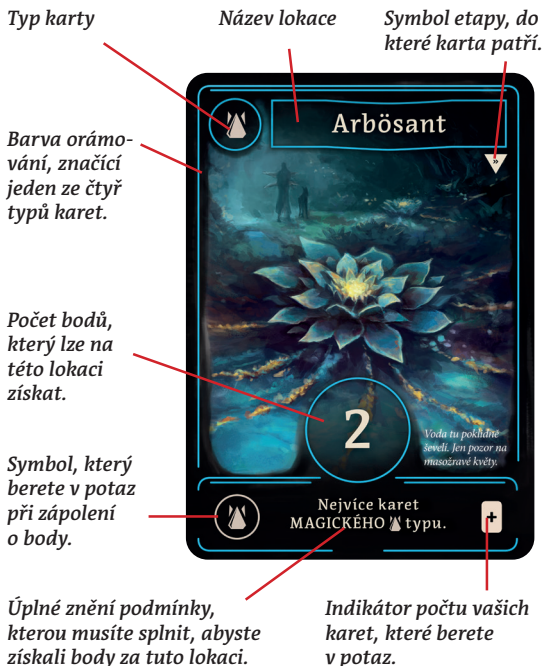 Typ karty
Název lokace
Symbol etapy, do
které karta patří.
Arbösant
»
Barva orámo-
vání, značící
jeden ze čtyř
typů karet.
Počet bodů,
který lze na
této lokaci
získat.
2
Voda tu poklidně
ševelí. Jen pozor na
masožravé květy.
Symbol, který
berete v potaz
při zápolení
o body.
Nejvíce karet
MAGICKÉHO typu.
+
Úplné znění podmínky,
kterou musíte splnit, abyste
získali body za tuto lokaci.
Indikátor počtu vašich
karet, které berete
v potaz.